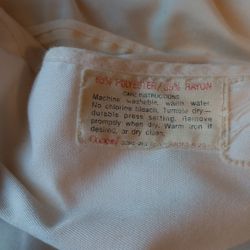 65% POLYESTER/35% RAYON
CARE INSTRUCTIONS
Machine washable, warm water.
No chlorine bleach. Tumble dry—
durable press setting. Remove
promptly when dry. Warm iron if
desired, or dry clean.